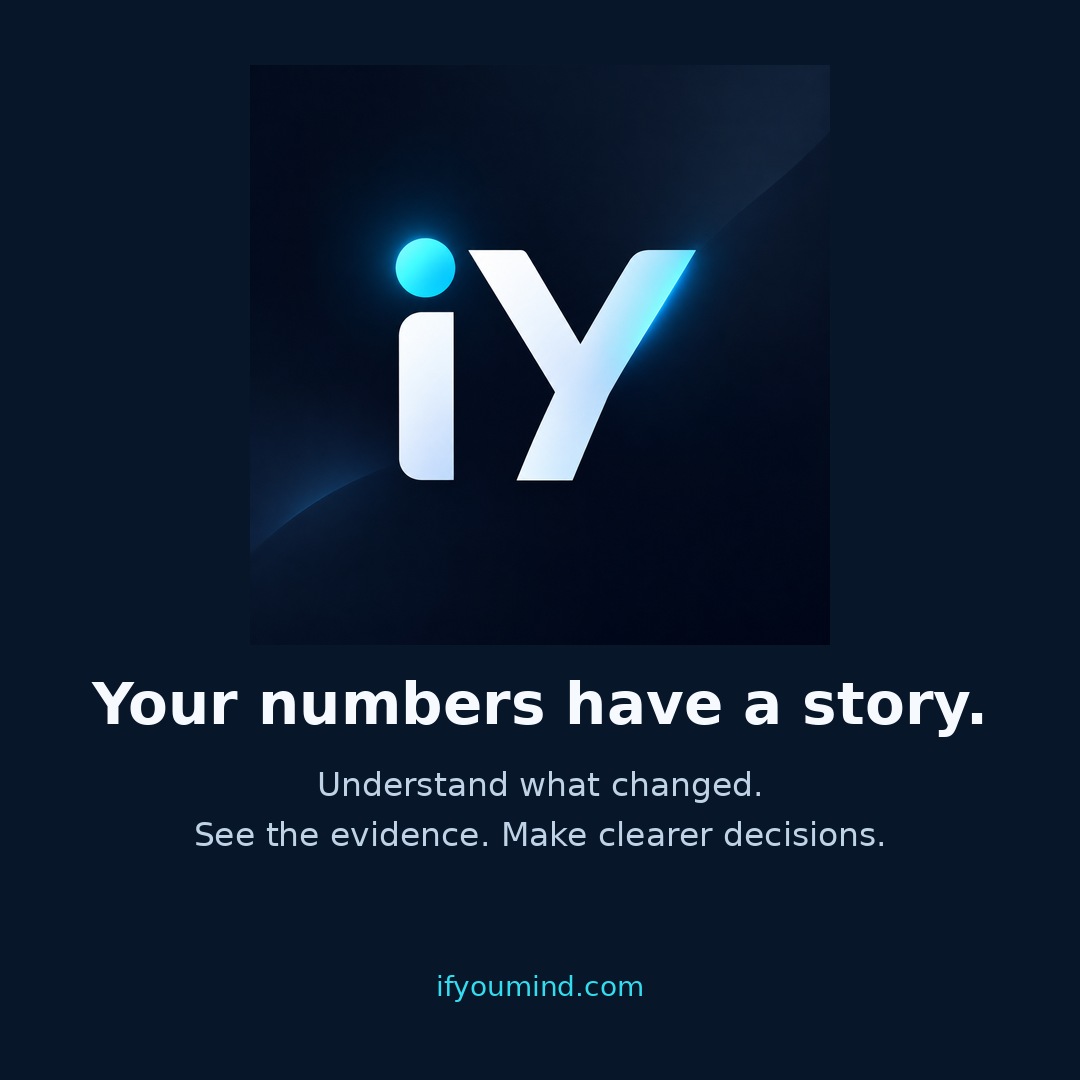 iY
Your numbers have a story.
Understand what changed.
See the evidence. Make clearer decisions.
ifyoumind.com